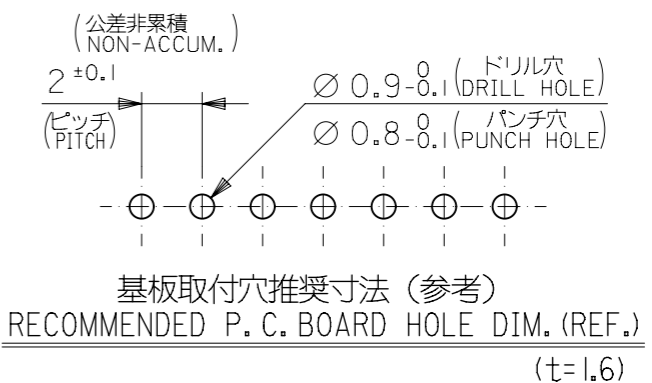 (公差非累積
NON-ACCUM.)
2 ±0.1
(ピッチ
PITCH)
Ø 0.9 0 -0.1 (ドリル穴
DRILL HOLE)
Ø 0.8 0 -0.1 (パンチ穴
PUNCH HOLE)
基板取付穴推奨寸法 (参考)
RECOMMENDED P.C.BOARD HOLE DIM.(REF.)
(t=1.6)